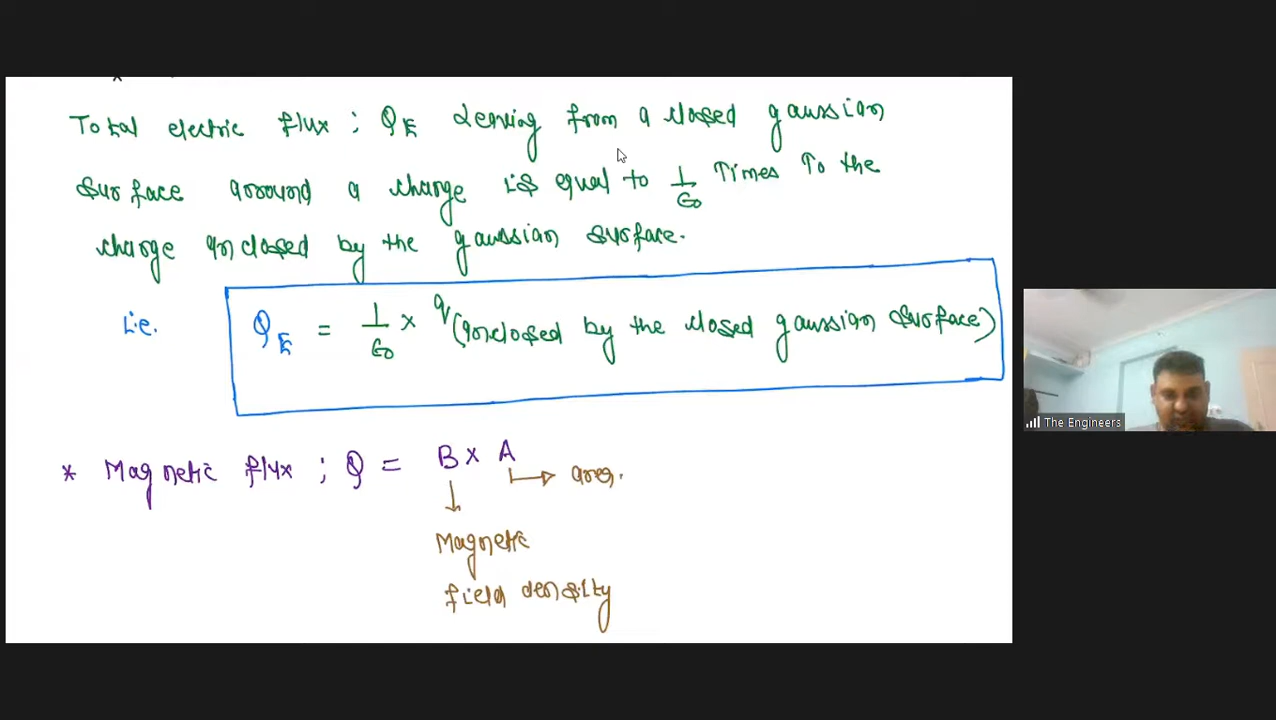 Total electric flux ; φE leaving from a closed gaussian
surface around a charge is equal to 1/ϵ0 Times To the
charge enclosed by the gaussian surface.
i.e. φE = 1/ϵ0 × q (enclosed by the closed gaussian surface)
* Magnetic flux ; φ = B × A
→ area.
↓
Magnetic
field density
The Engineers